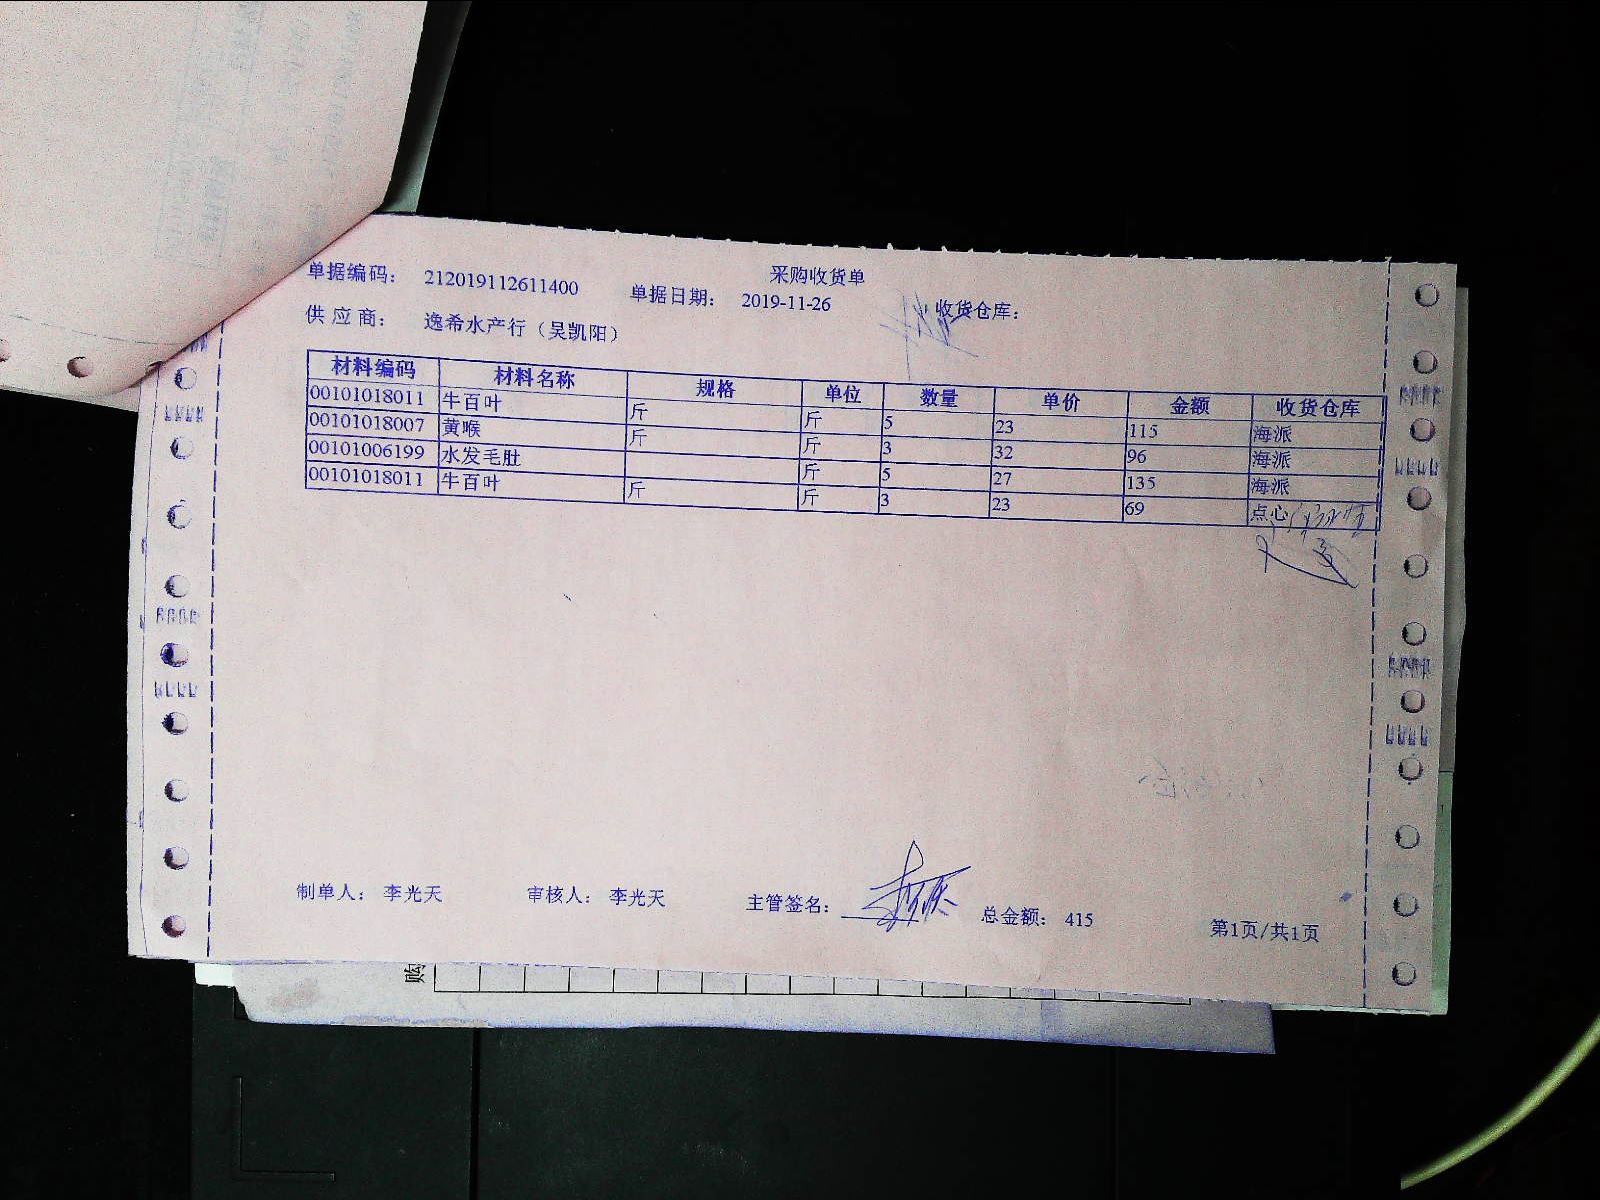 采购收货单
单据编码： 212019112611400 单据日期： 2019-11-26 收货仓库：
供 应 商： 逸希水产行（吴凯阳）
材料编码 材料名称 规格 单位 数量 单价 金额 收货仓库
00101018011 牛百叶 斤 斤 5 23 115 海派
00101018007 黄喉 斤 斤 3 32 96 海派
00101006199 水发毛肚 斤 5 27 135 海派
00101018011 牛百叶 斤 斤 3 23 69 点心
制单人： 李光天 审核人： 李光天 主管签名： 总金额： 415 第1页/共1页
购